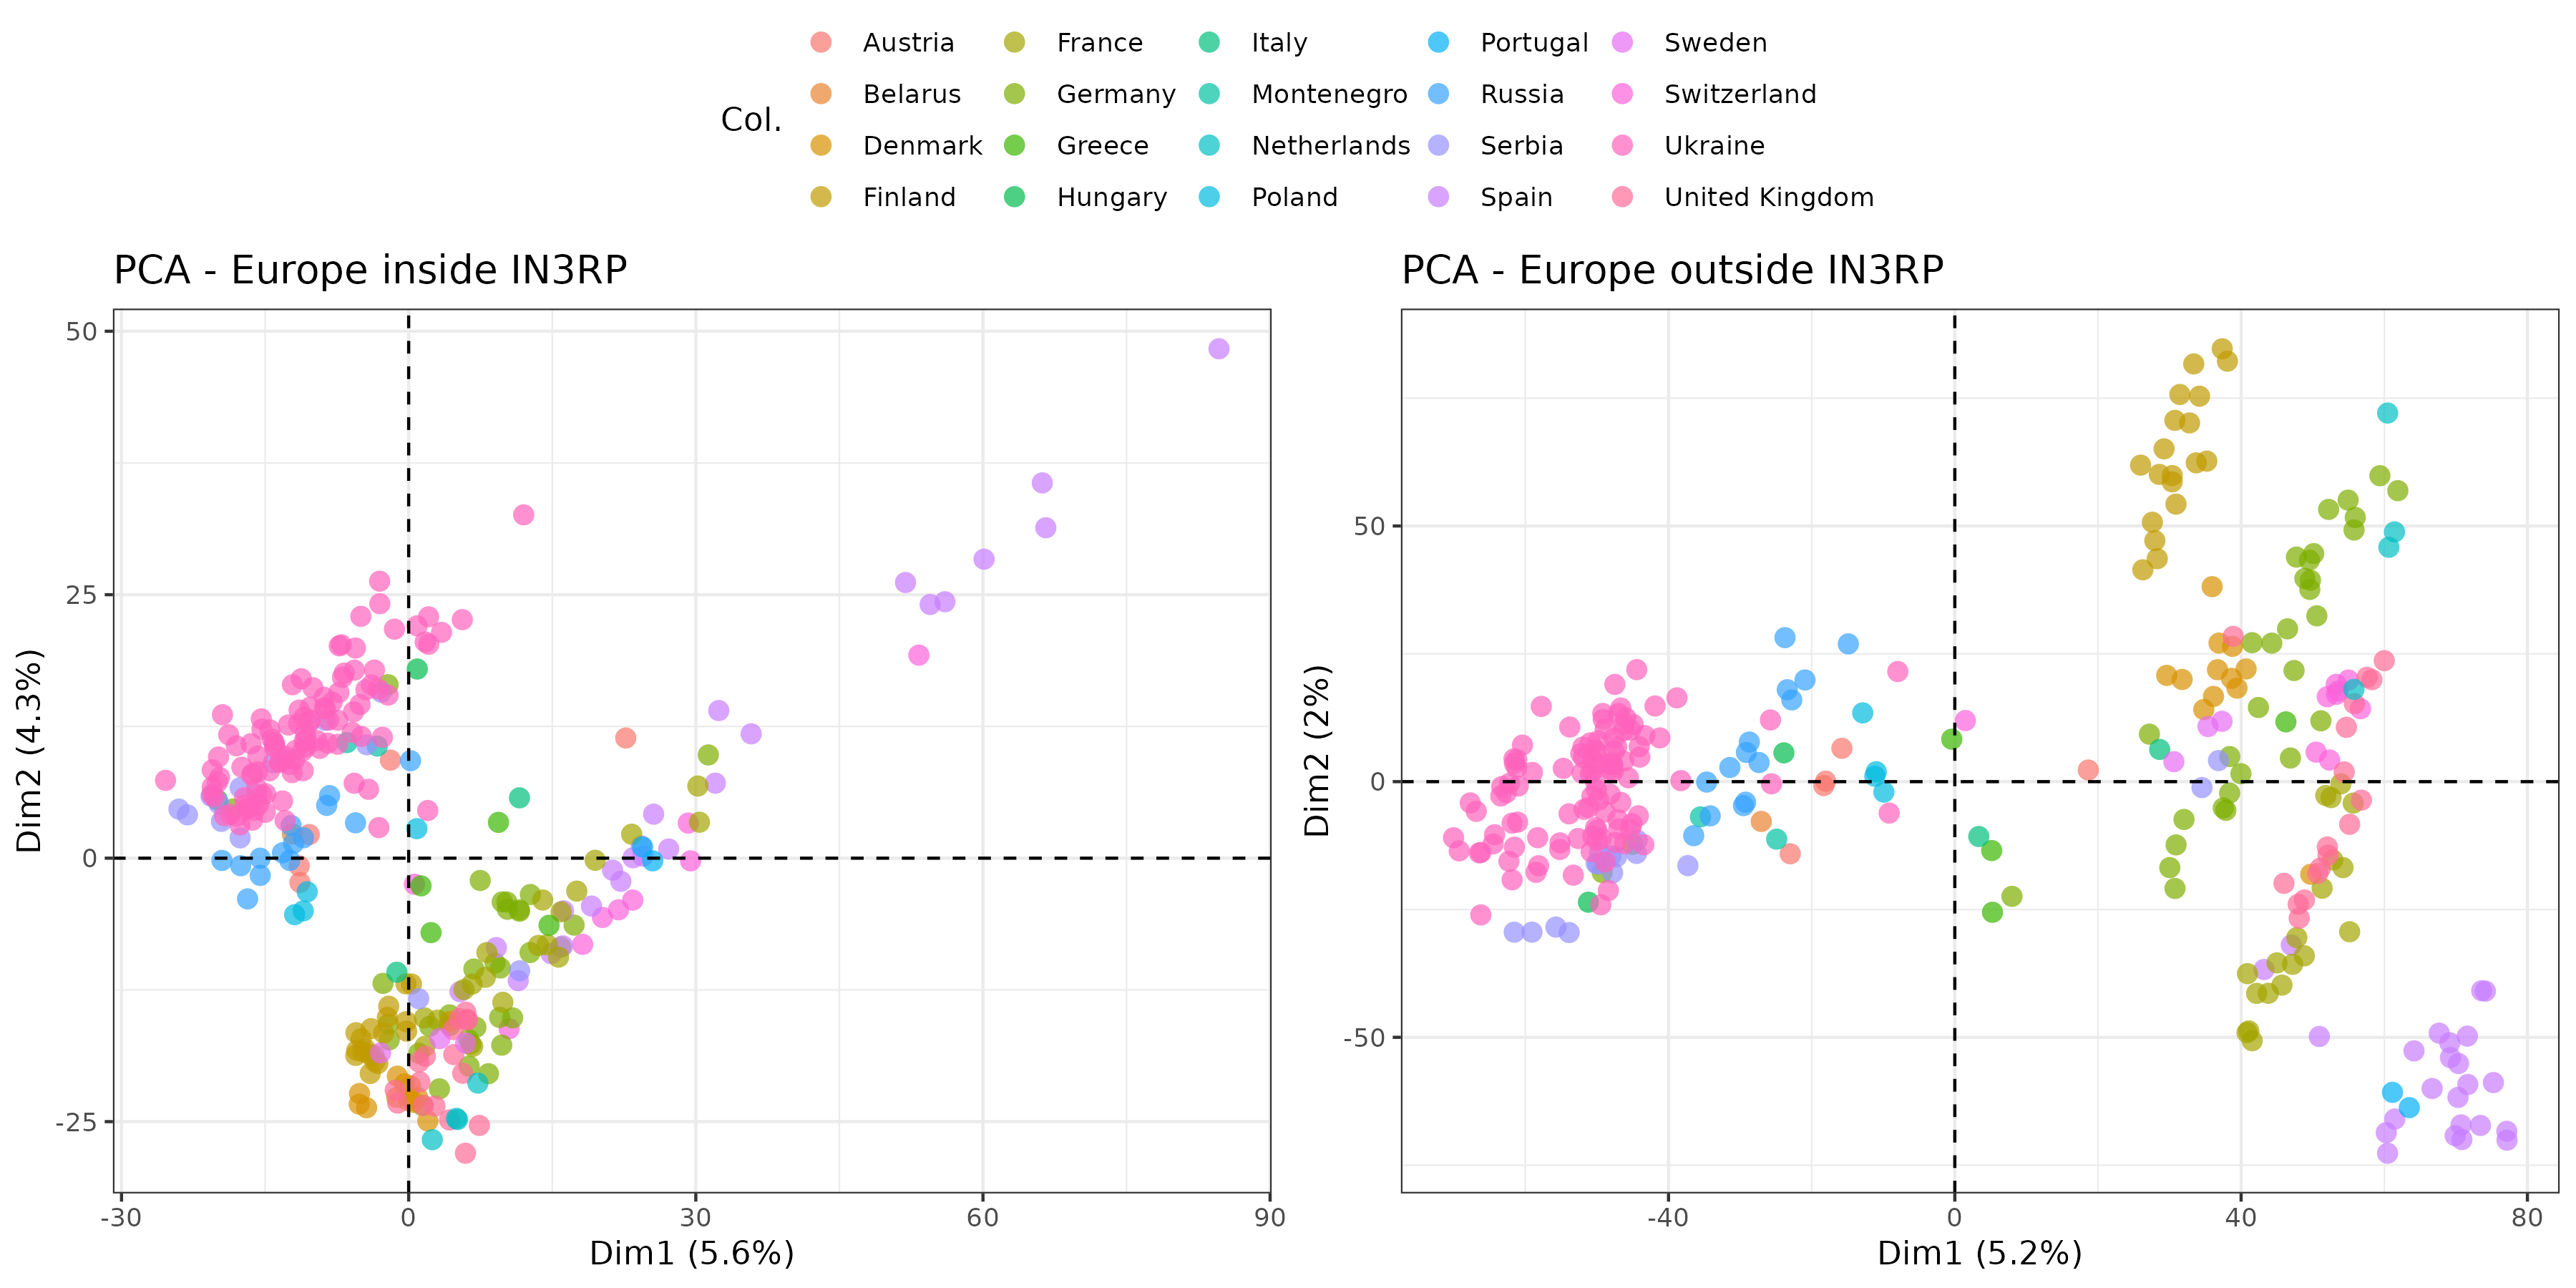 Col.
Austria France Italy Portugal Sweden
Belarus Germany Montenegro Russia Switzerland
Denmark Greece Netherlands Serbia Ukraine
Finland Hungary Poland Spain United Kingdom
PCA - Europe inside IN3RP
50
25
0
-25
-30 0 30 60 90
Dim1 (5.6%)
Dim2 (4.3%)
PCA - Europe outside IN3RP
50
0
-50
-40 0 40 80
Dim1 (5.2%)
Dim2 (2%)